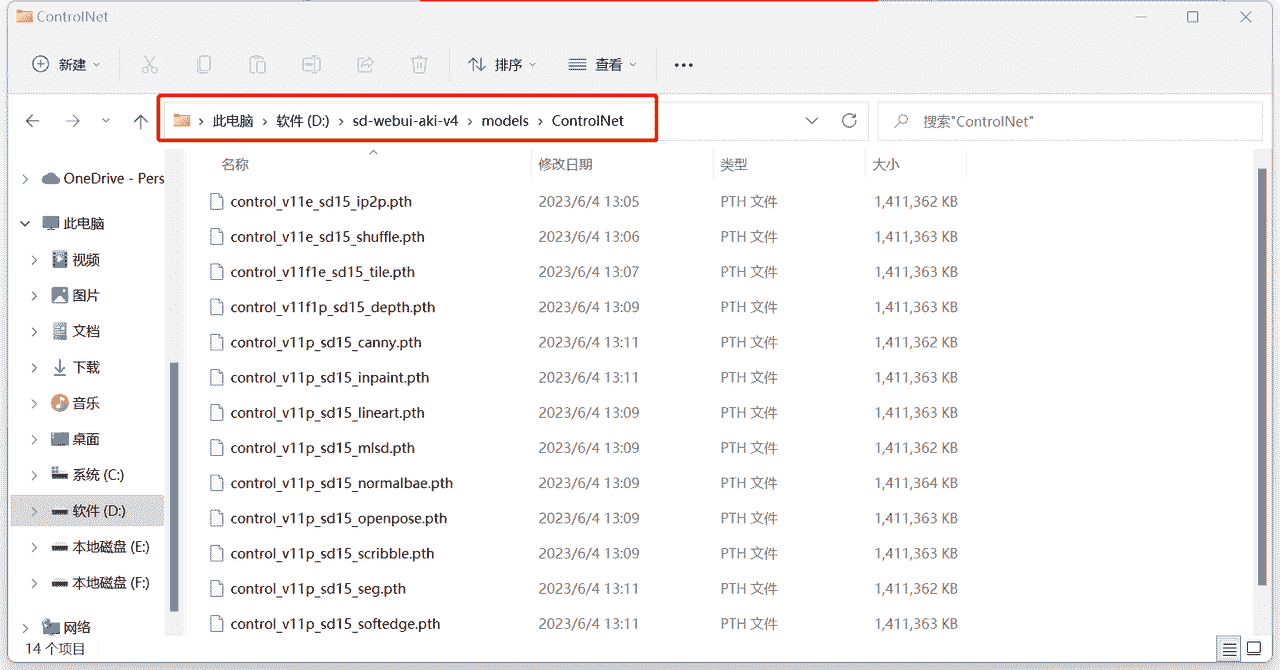 ControlNet
新建 排序 查看
此电脑 › 软件 (D:) › sd-webui-aki-v4 › models › ControlNet
搜索"ControlNet"
OneDrive - Pers
此电脑
视频
图片
文档
下载
音乐
桌面
系统 (C:)
软件 (D:)
本地磁盘 (E:)
本地磁盘 (F:)
网络
名称 修改日期 类型 大小
control_v11e_sd15_ip2p.pth 2023/6/4 13:05 PTH 文件 1,411,362 KB
control_v11e_sd15_shuffle.pth 2023/6/4 13:06 PTH 文件 1,411,363 KB
control_v11f1e_sd15_tile.pth 2023/6/4 13:07 PTH 文件 1,411,363 KB
control_v11f1p_sd15_depth.pth 2023/6/4 13:09 PTH 文件 1,411,363 KB
control_v11p_sd15_canny.pth 2023/6/4 13:11 PTH 文件 1,411,362 KB
control_v11p_sd15_inpaint.pth 2023/6/4 13:11 PTH 文件 1,411,363 KB
control_v11p_sd15_lineart.pth 2023/6/4 13:09 PTH 文件 1,411,363 KB
control_v11p_sd15_mlsd.pth 2023/6/4 13:09 PTH 文件 1,411,362 KB
control_v11p_sd15_normalbae.pth 2023/6/4 13:09 PTH 文件 1,411,364 KB
control_v11p_sd15_openpose.pth 2023/6/4 13:09 PTH 文件 1,411,363 KB
control_v11p_sd15_scribble.pth 2023/6/4 13:09 PTH 文件 1,411,363 KB
control_v11p_sd15_seg.pth 2023/6/4 13:11 PTH 文件 1,411,362 KB
control_v11p_sd15_softedge.pth 2023/6/4 13:11 PTH 文件 1,411,363 KB
14 个项目